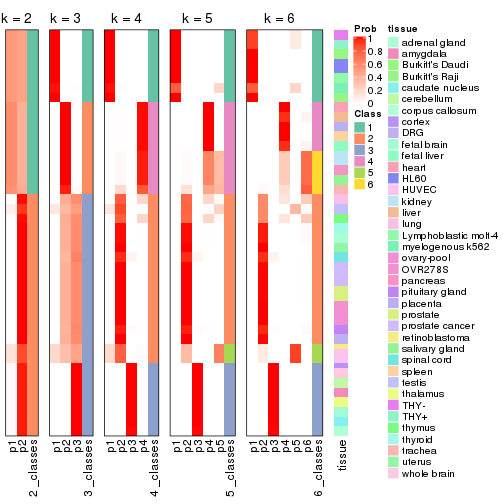 k = 2 k = 3 k = 4 k = 5 k = 6
Prob
1
0.8
0.6
0.4
0.2
0
Class
1
2
3
4
5
6
tissue
adrenal gland
amygdala
Bukitt's Daudi
Bukitt's Raji
caudate nucleus
cerebellum
corpus callosum
cortex
DRG
fetal brain
fetal liver
heart
HL60
HUVEC
kidney
liver
lung
Lymphoblastic molt-4
myelogenous k562
ovary-pool
OVR278S
pancreas
pituitary gland
placenta
prostate
prostate cancer
retinoblastoma
salivary gland
spinal cord
spleen
testis
thalamus
THY-
THY+
thymus
thyroid
trachea
uterus
whole brain
p1 p2 2_classes
p1 p2 p3 3_classes
p1 p2 p3 p4 4_classes
p1 p2 p3 p4 p5 5_classes
p1 p2 p3 p4 p5 p6 6_classes
tissue